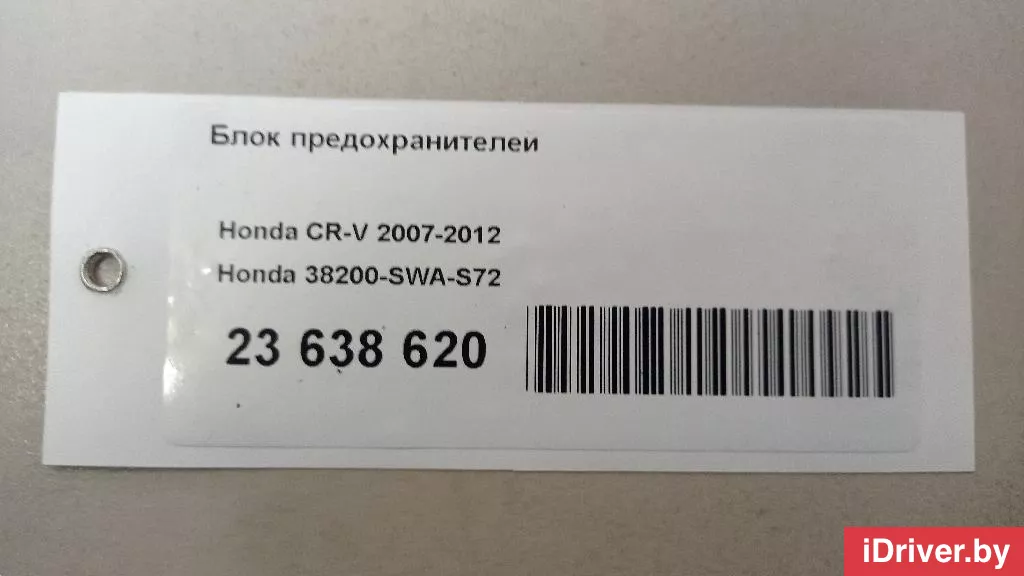 Блок предохранителей
Honda CR-V 2007-2012
Honda 38200-SWA-S72
23 638 620
iDriver.by